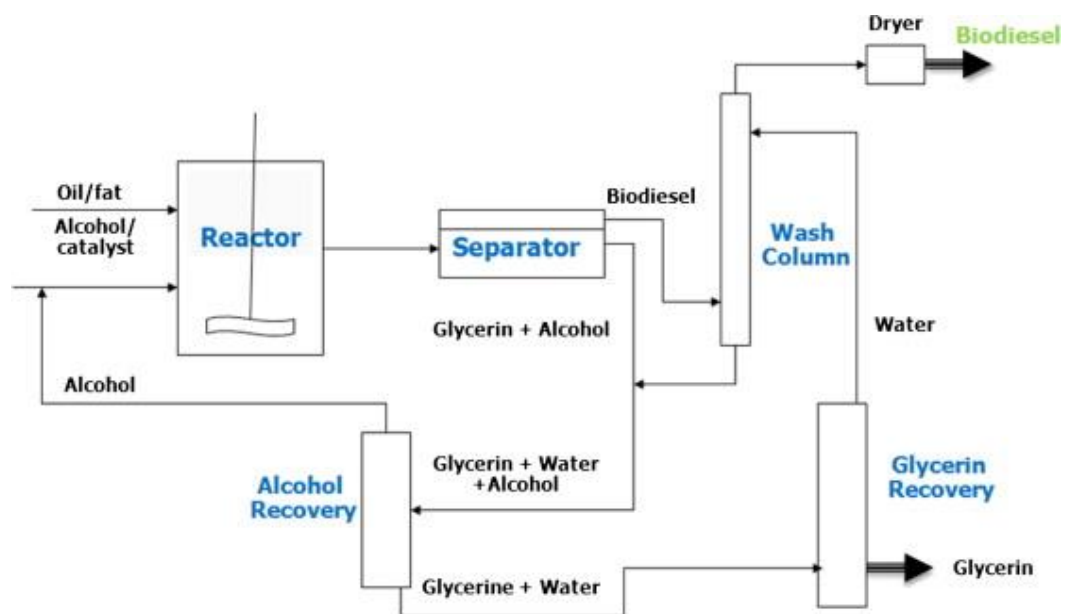 Dryer
Biodiesel
Oil/fat
Alcohol/
catalyst
Reactor
Biodiesel
Separator
Wash
Column
Glycerin + Alcohol
Water
Alcohol
Glycerin + Water
+Alcohol
Alcohol
Recovery
Glycerin
Recovery
Glycerine + Water
Glycerin